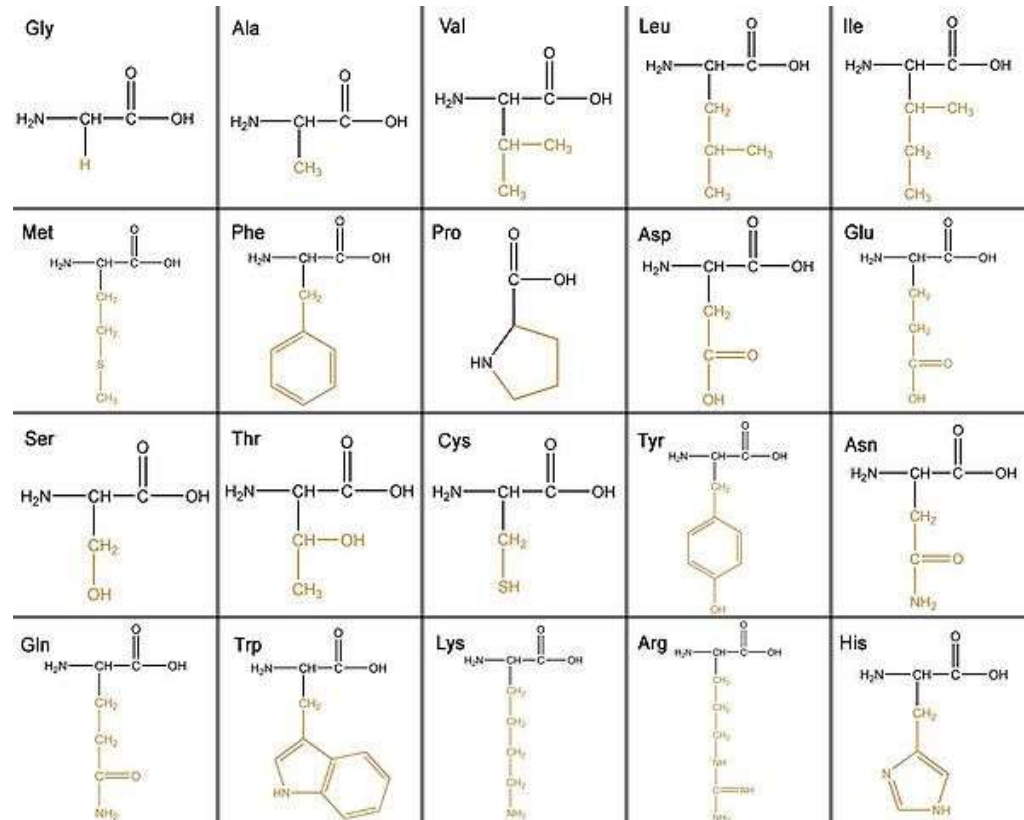 Gly
O
H₂N CH C OH
H
Ala
O
H₂N CH C OH
CH₃
Val
O
H₂N CH C OH
CH CH₃
CH₃
Leu
O
H₂N CH C OH
CH₂
CH CH₃
CH₃
Ile
O
H₂N CH C OH
CH CH₃
CH₂
CH₃
Met
O
H₂N CH C OH
CH₂
CH₂
S
CH₃
Phe
O
H₂N CH C OH
CH₂
Pro
O
C OH
HN
Asp
O
H₂N CH C OH
CH₂
C O
OH
Glu
O
H₂N CH C OH
CH₂
CH₂
C O
OH
Ser
O
H₂N CH C OH
CH₂
OH
Thr
O
H₂N CH C OH
CH OH
CH₃
Cys
O
H₂N CH C OH
CH₂
SH
Tyr
O
H₂N CH C OH
CH₂
OH
Asn
O
H₂N CH C OH
CH₂
C O
NH₂
Gln
O
H₂N CH C OH
CH₂
CH₂
C O
NH₂
Trp
O
H₂N CH C OH
CH₂
HN
Lys
O
H₂N CH C OH
CH₂
CH₂
CH₂
CH₂
NH₂
Arg
O
H₂N CH C OH
CH₂
CH₂
CH₂
NH
C NH
NH₂
His
O
H₂N CH C OH
CH₂
N
NH